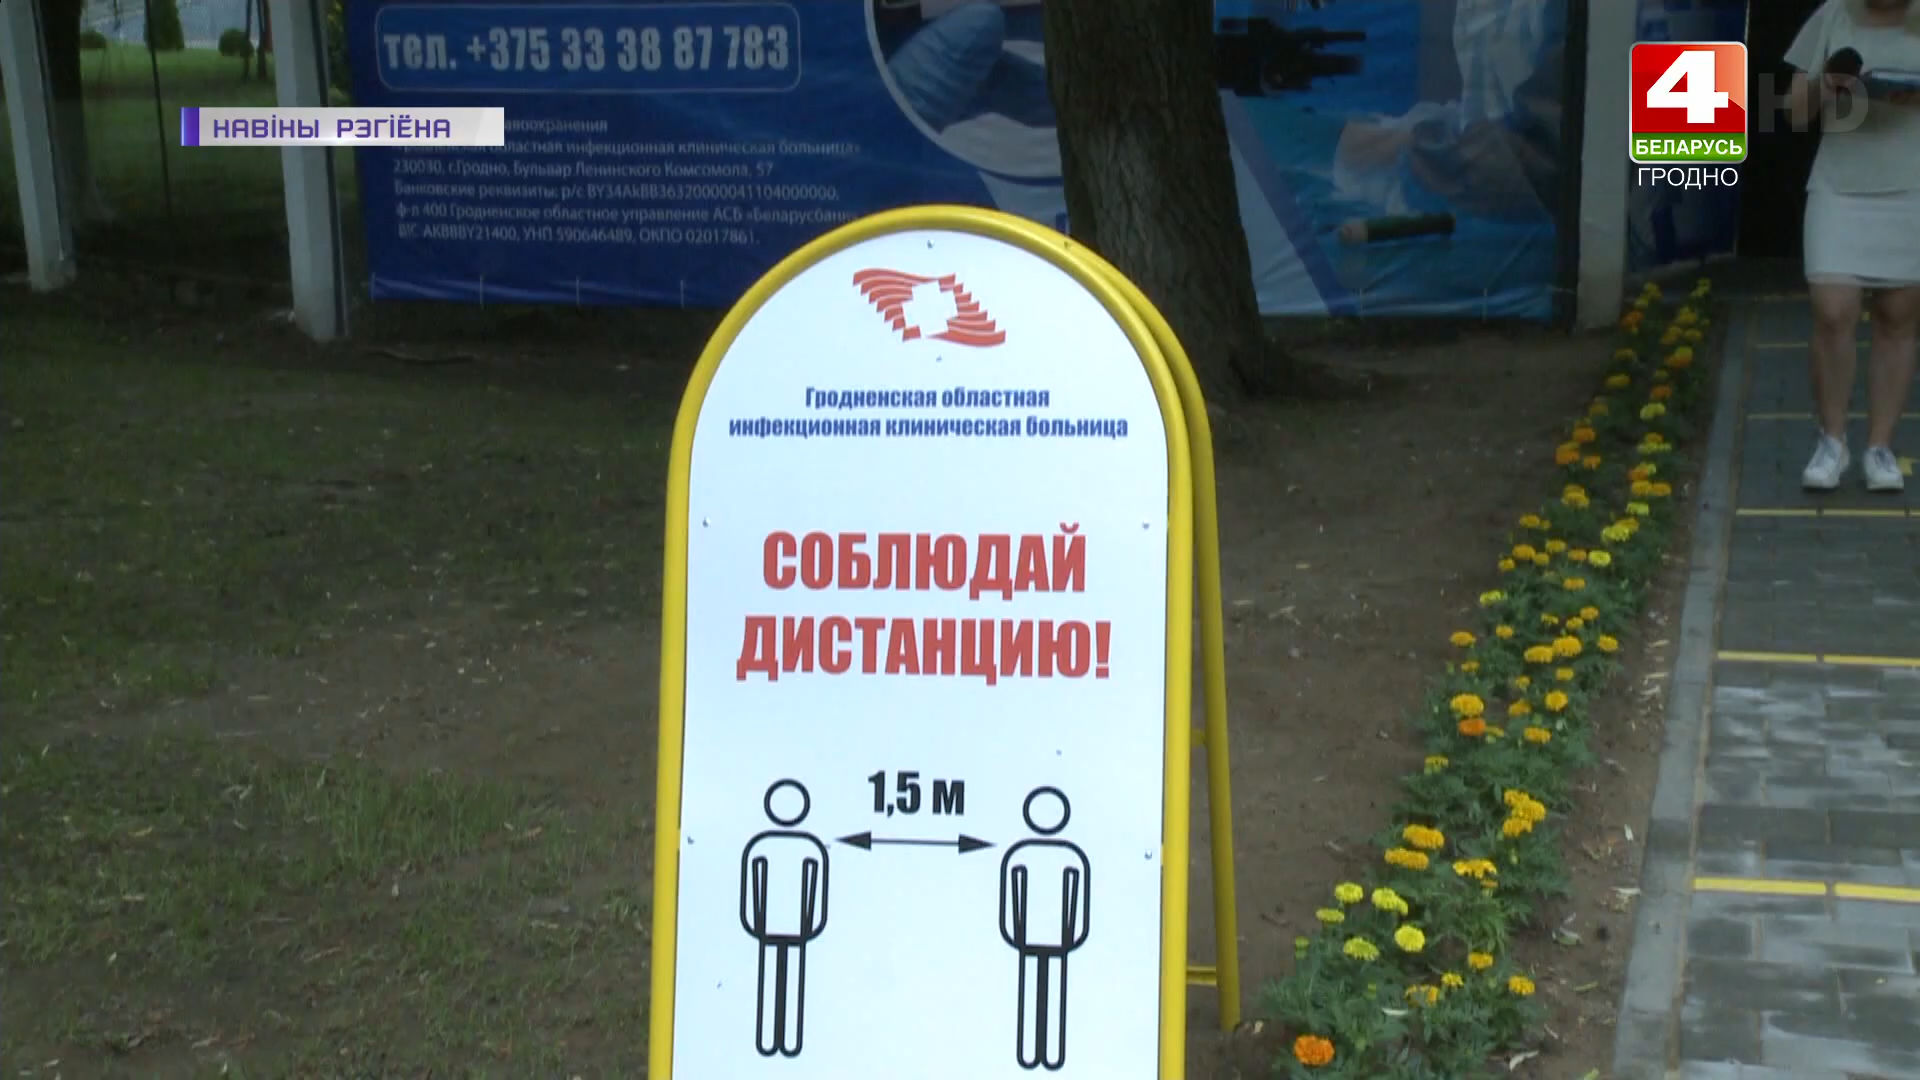 тел. +375 33 38 87 783
НАВІНЫ РЭГІЁНА
инфекционная клиническая больница»
230030, г.Гродно, Бульвар Ленинского Комсомола, 57
Банковские реквизиты: р/с BY34AKBB36320000041104000000,
ф-л 400 Гродненское областное управление АСБ «Беларусбанк»
BIC AKBBBY21400, УНП 590646489, ОКПО 02017861.
4 HD
БЕЛАРУСЬ
ГРОДНО
Гродненская областная
инфекционная клиническая больница
СОБЛЮДАЙ
ДИСТАНЦИЮ!
1,5 м